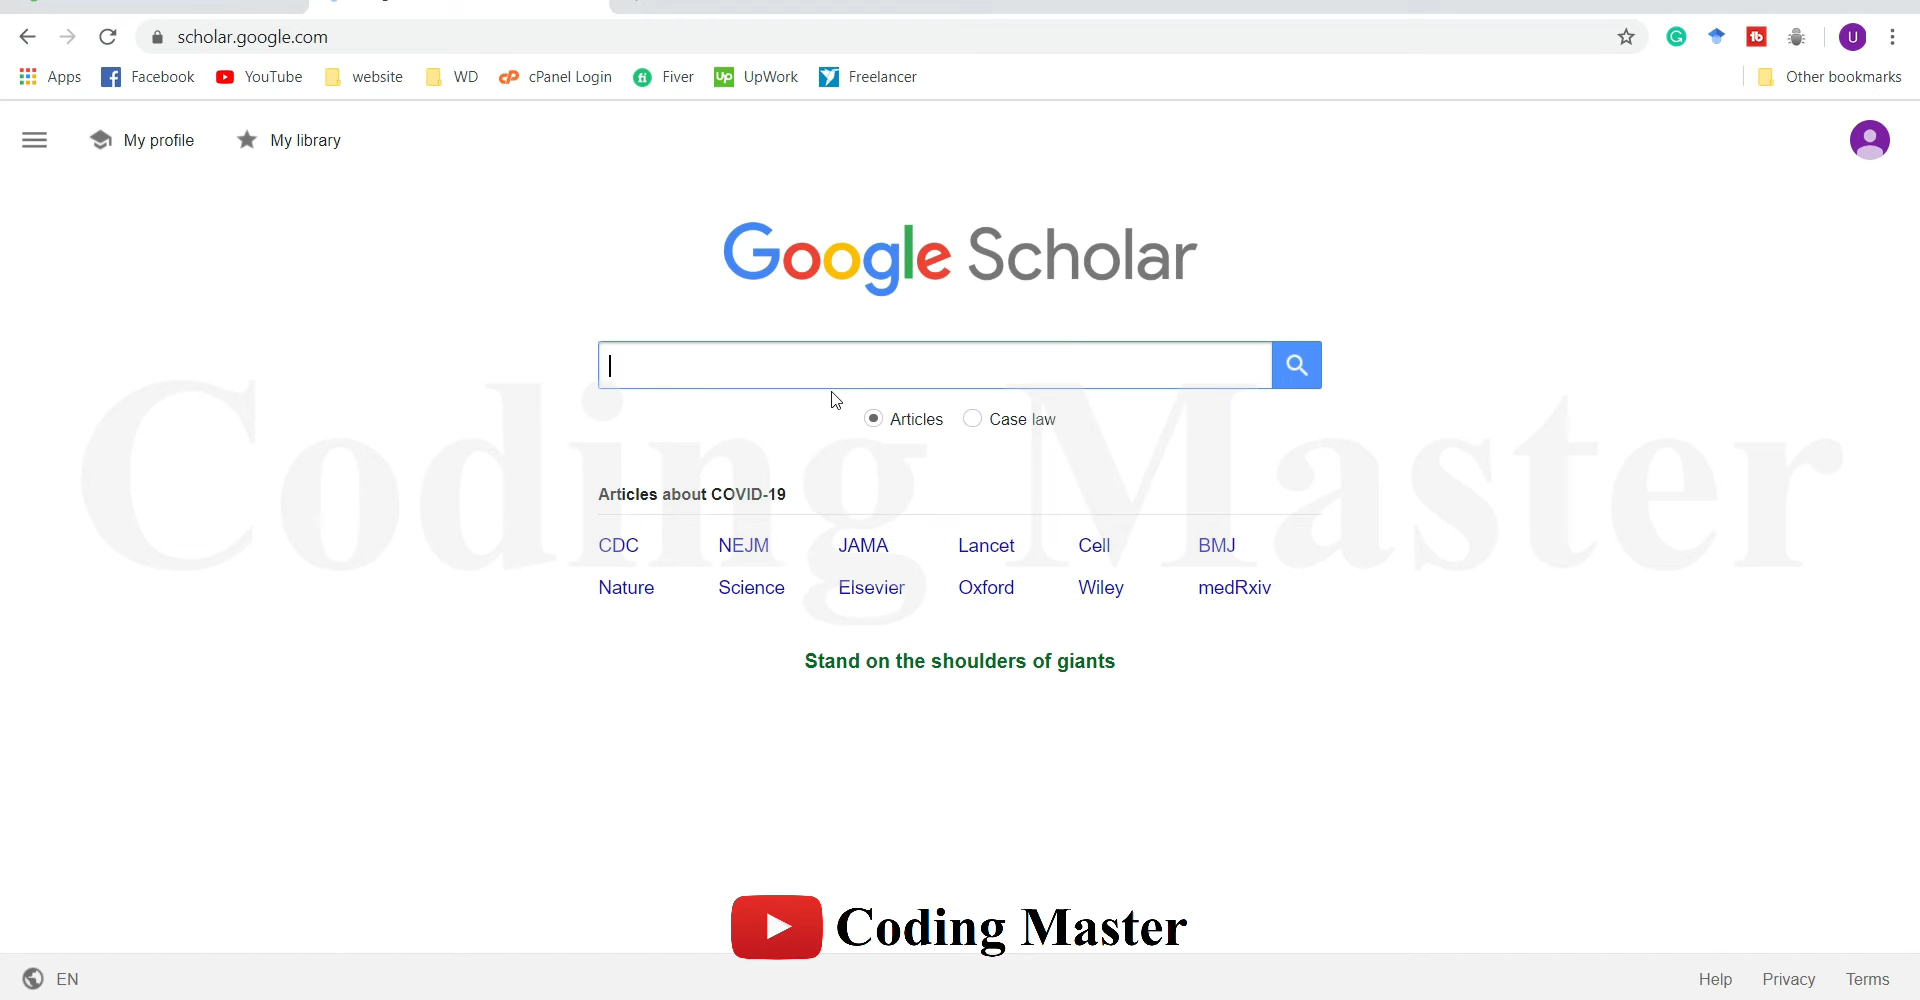 scholar.google.com
Apps Facebook YouTube website WD cPanel Login Fiver UpWork Freelancer Other bookmarks
My profile My library
Google Scholar
Articles Case law
Coding Master
Articles about COVID-19
CDC NEJM JAMA Lancet Cell BMJ
Nature Science Elsevier Oxford Wiley medRxiv
Stand on the shoulders of giants
Coding Master
EN Help Privacy Terms